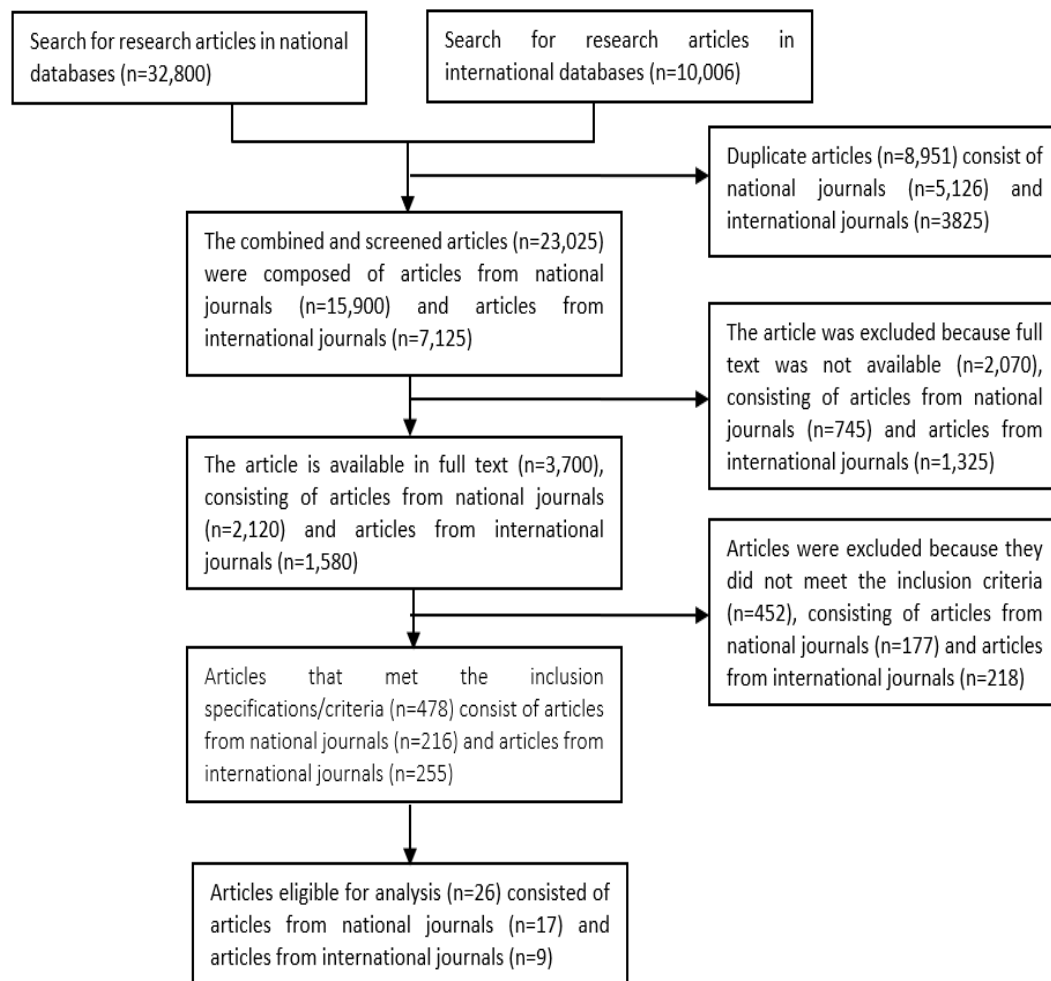 Search for research articles in national
databases (n=32,800)
Search for research articles in
international databases (n=10,006)
Duplicate articles (n=8,951) consist of
national journals (n=5,126) and
international journals (n=3825)
The combined and screened articles (n=23,025)
were composed of articles from national
journals (n=15,900) and articles from
international journals (n=7,125)
The article was excluded because full
text was not available (n=2,070),
consisting of articles from national
journals (n=745) and articles from
international journals (n=1,325)
The article is available in full text (n=3,700),
consisting of articles from national journals
(n=2,120) and articles from international
journals (n=1,580)
Articles were excluded because they
did not meet the inclusion criteria
(n=452), consisting of articles from
national journals (n=177) and articles
from international journals (n=218)
Articles that met the inclusion
specifications/criteria (n=478) consist of articles
from national journals (n=216) and articles from
international journals (n=255)
Articles eligible for analysis (n=26) consisted of
articles from national journals (n=17) and
articles from international journals (n=9)